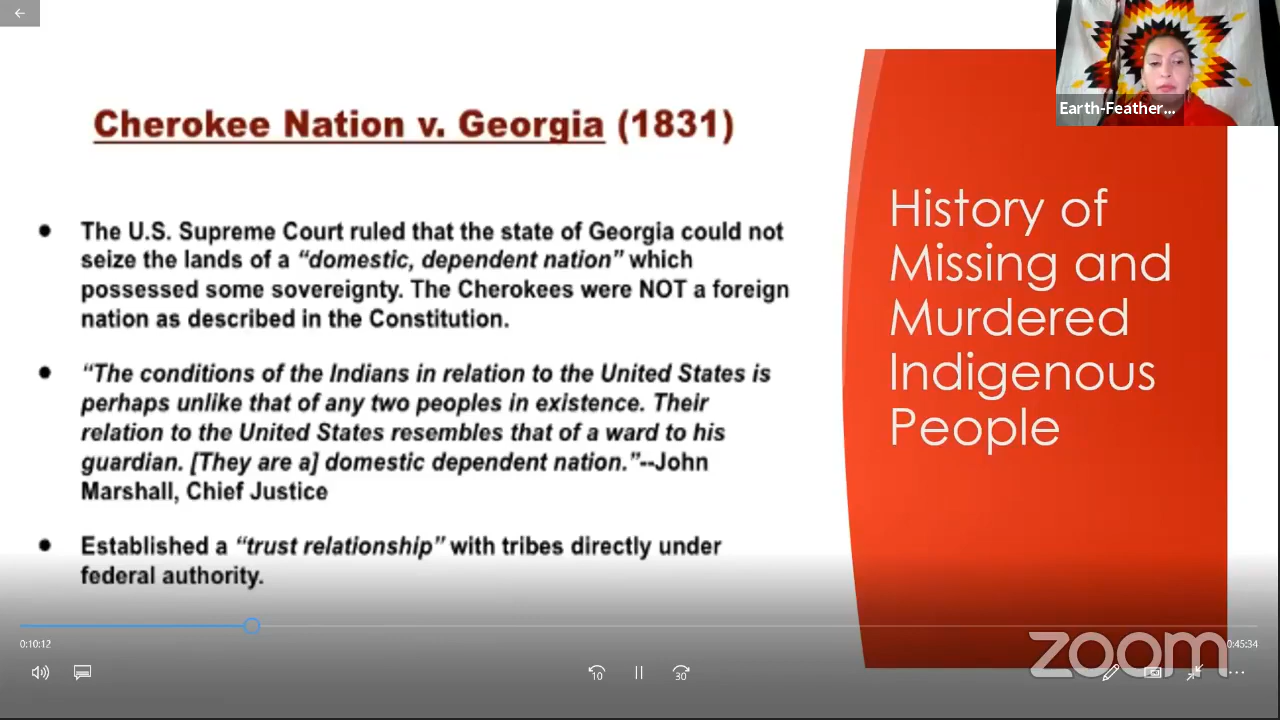 Earth-Feather...
Cherokee Nation v. Georgia (1831)
The U.S. Supreme Court ruled that the state of Georgia could not
seize the lands of a “domestic, dependent nation” which
possessed some sovereignty. The Cherokees were NOT a foreign
nation as described in the Constitution.
“The conditions of the Indians in relation to the United States is
perhaps unlike that of any two peoples in existence. Their
relation to the United States resembles that of a ward to his
guardian. [They are a] domestic dependent nation.”--John
Marshall, Chief Justice
Established a “trust relationship” with tribes directly under
federal authority.
History of
Missing and
Murdered
Indigenous
People
0:10:12
0:45:34
10
30
zoom